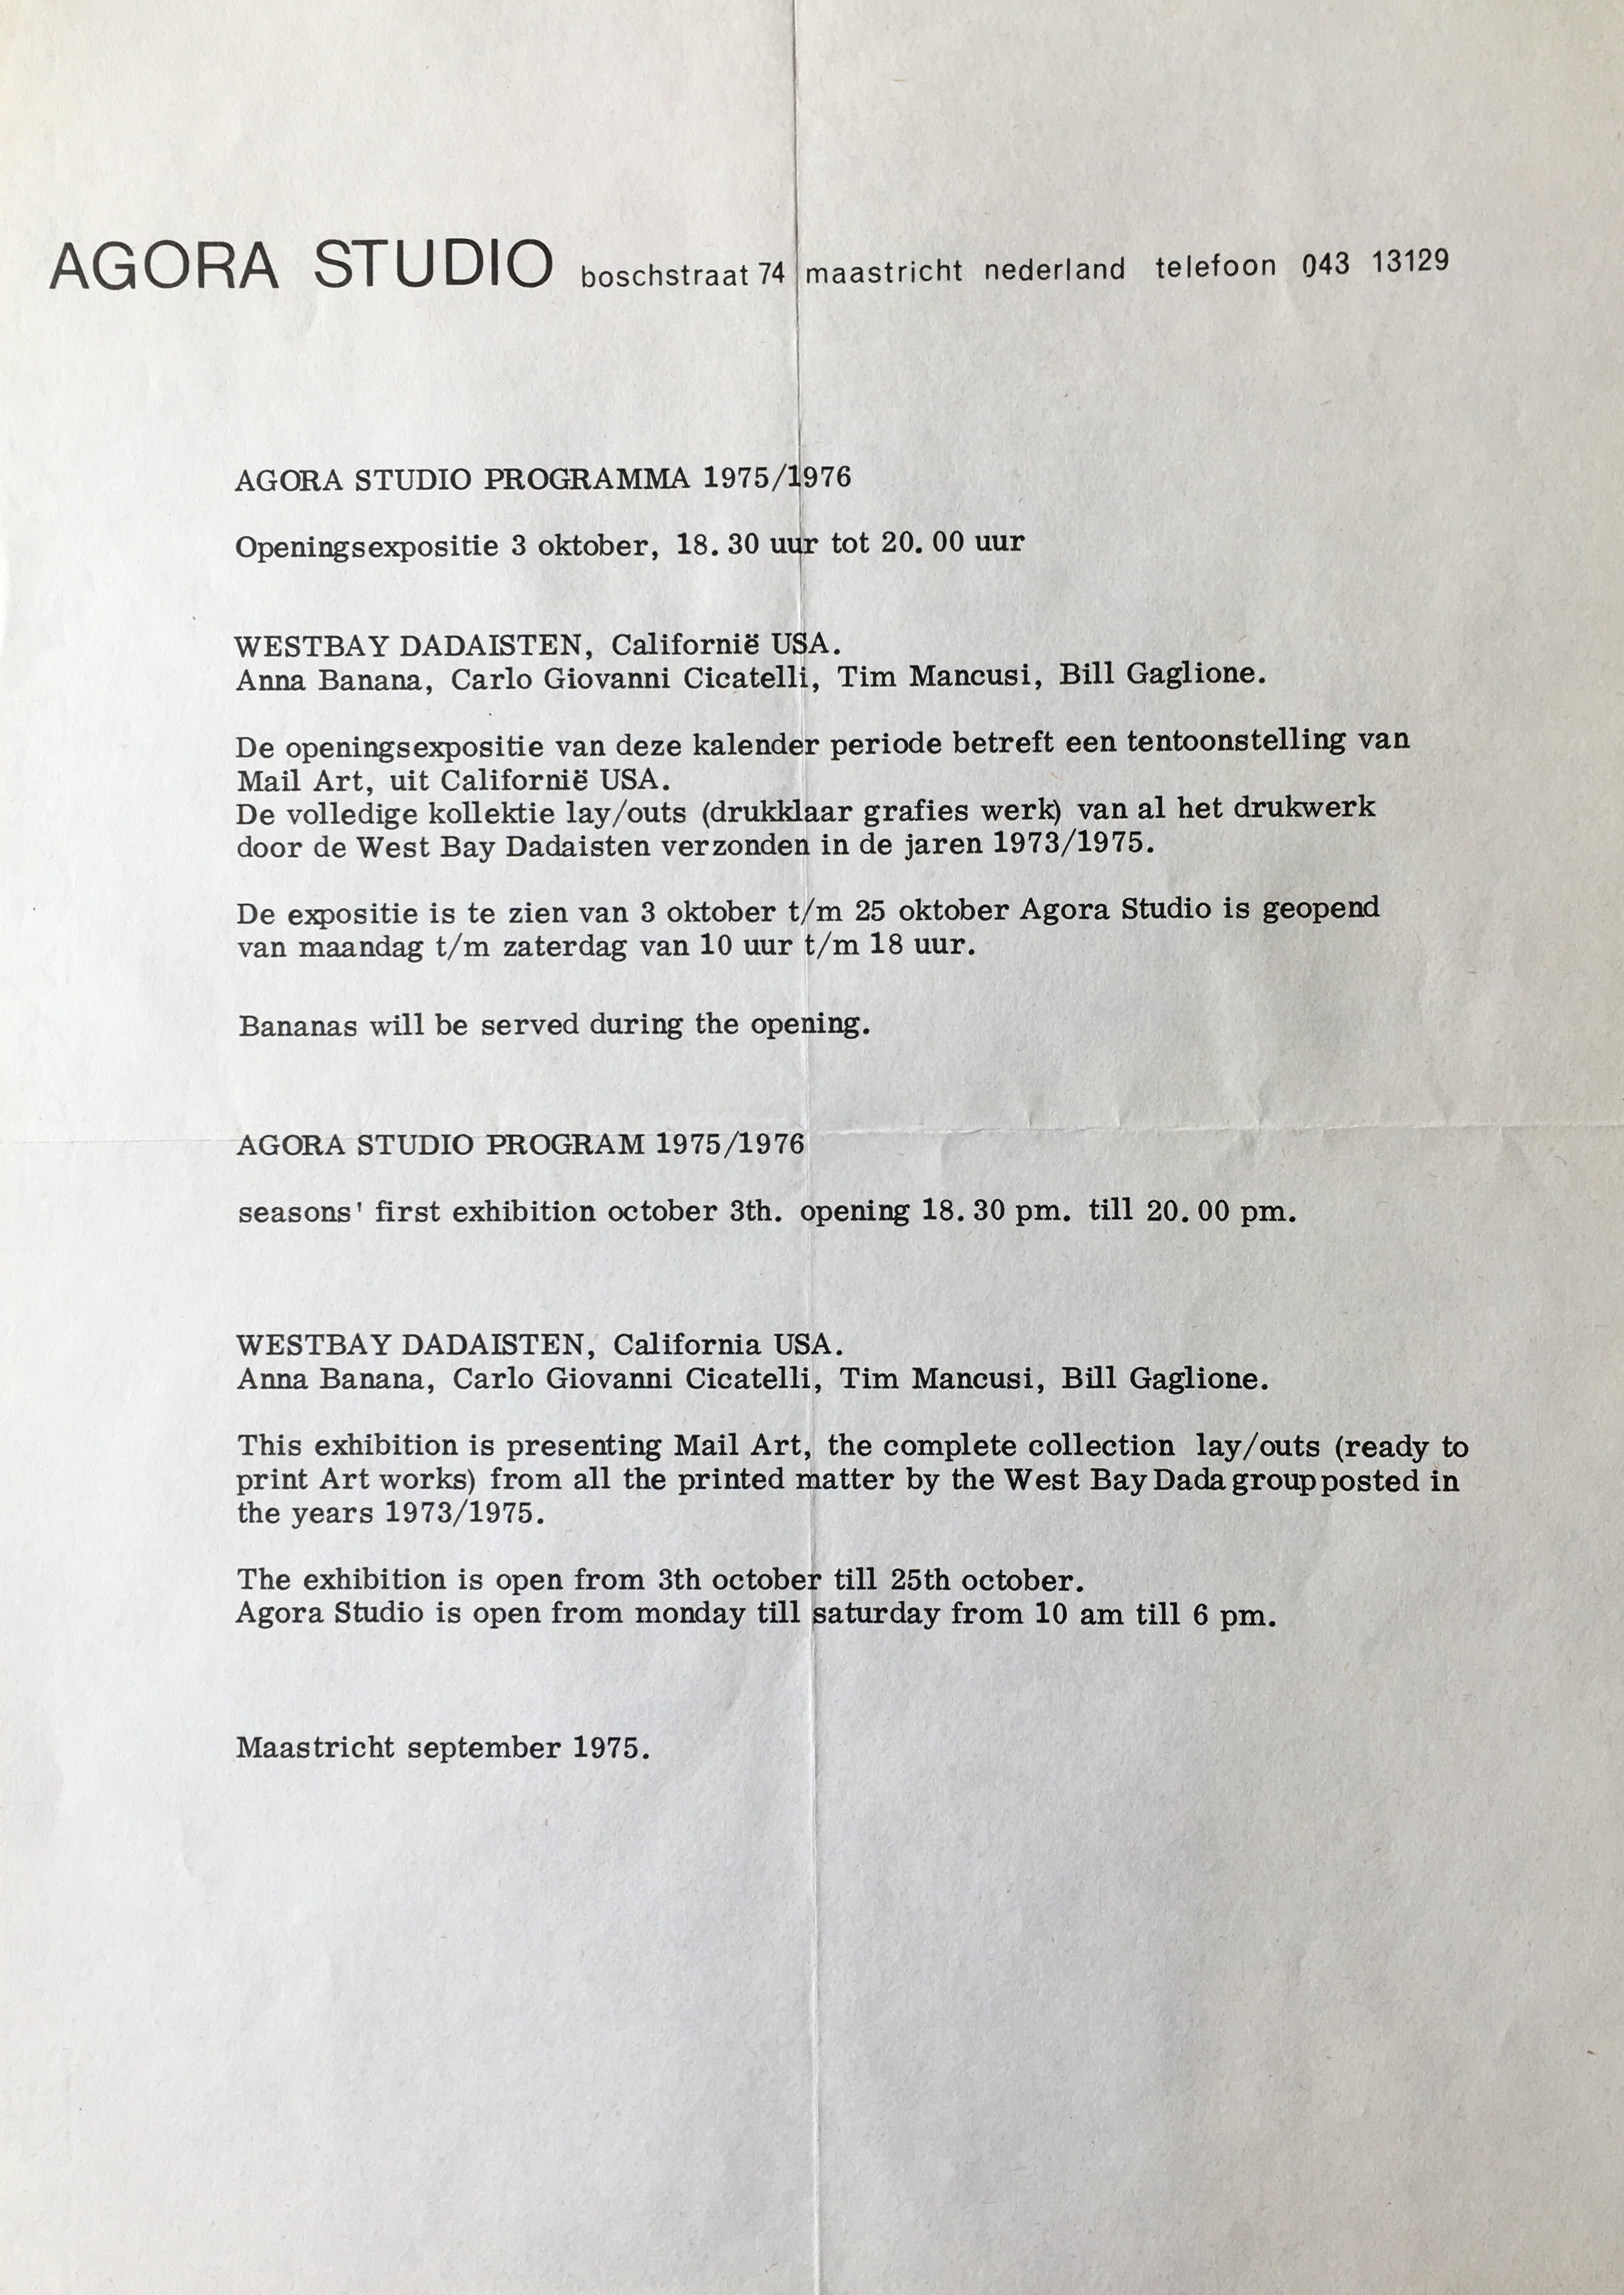 AGORA STUDIO boschstraat 74 maastricht nederland telefoon 043 13129
AGORA STUDIO PROGRAMMA 1975/1976
Openingsexpositie 3 oktober, 18.30 uur tot 20.00 uur
WESTBAY DADAISTEN, Californië USA.
Anna Banana, Carlo Giovanni Cicatelli, Tim Mancusi, Bill Gaglione.
De openingsexpositie van deze kalender periode betreft een tentoonstelling van
Mail Art, uit Californië USA.
De volledige kollektie lay/outs (drukklaar grafies werk) van al het drukwerk
door de West Bay Dadaisten verzonden in de jaren 1973/1975.
De expositie is te zien van 3 oktober t/m 25 oktober Agora Studio is geopend
van maandag t/m zaterdag van 10 uur t/m 18 uur.
Bananas will be served during the opening.
AGORA STUDIO PROGRAM 1975/1976
seasons' first exhibition october 3th. opening 18.30 pm. till 20.00 pm.
WESTBAY DADAISTEN, California USA.
Anna Banana, Carlo Giovanni Cicatelli, Tim Mancusi, Bill Gaglione.
This exhibition is presenting Mail Art, the complete collection lay/outs (ready to
print Art works) from all the printed matter by the West Bay Dada group posted in
the years 1973/1975.
The exhibition is open from 3th october till 25th october.
Agora Studio is open from monday till saturday from 10 am till 6 pm.
Maastricht september 1975.